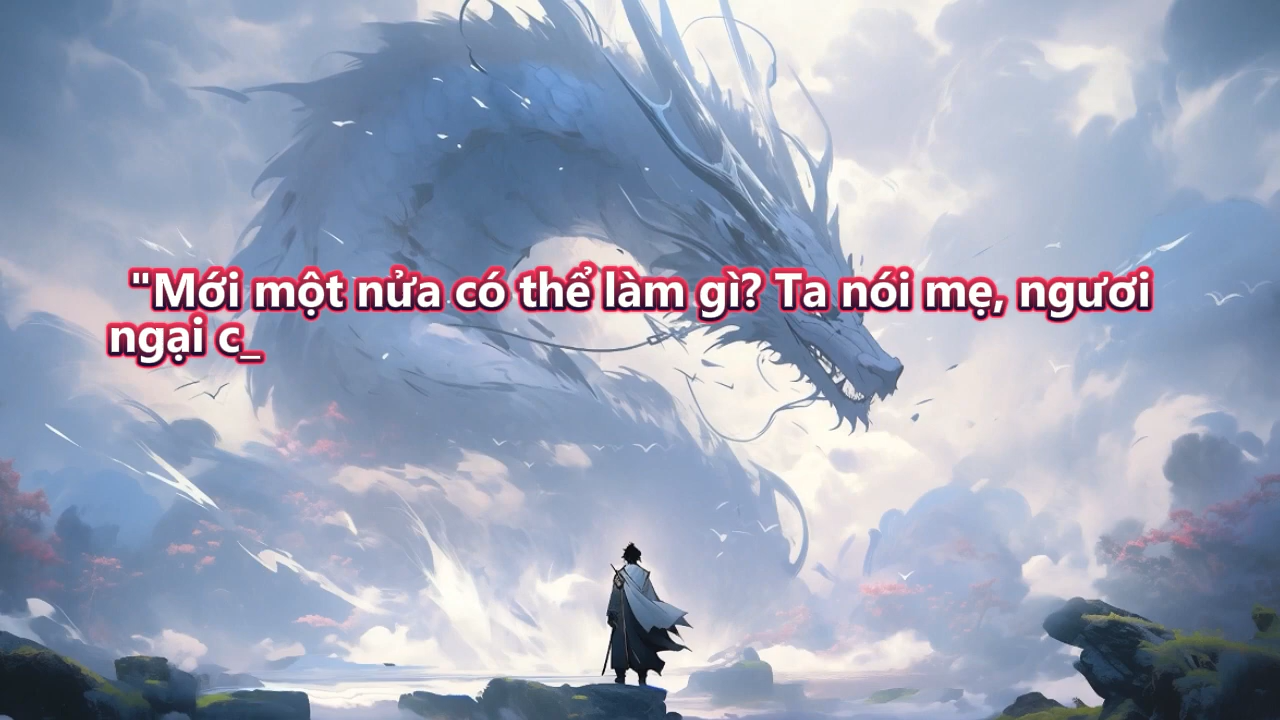 "Mới một nửa có thể làm gì? Ta nói mẹ, ngươi
ngại c_